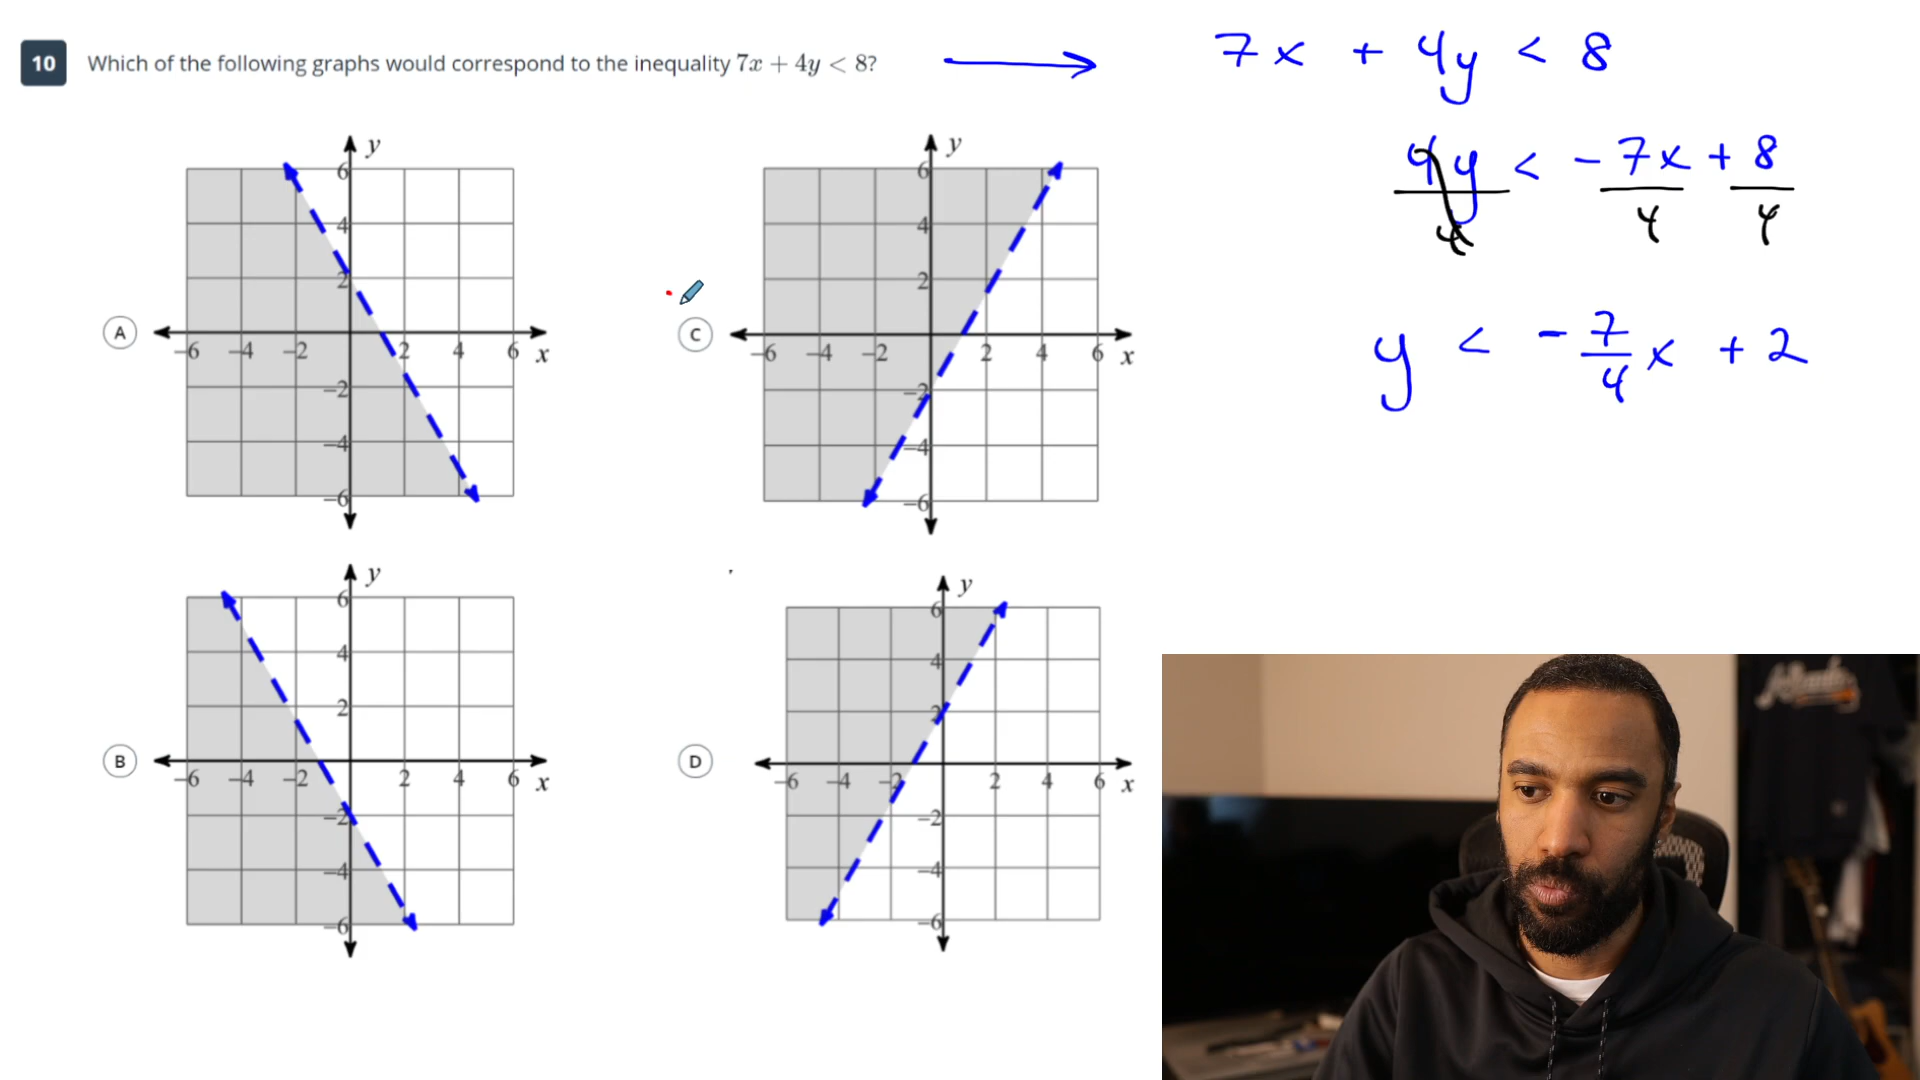 10 Which of the following graphs would correspond to the inequality 7x + 4y < 8?
7x + 4y < 8
4y < -7x + 8
4 4 4
y < -7/4 x + 2
A
y
6
4
2
-6 -4 -2 2 4 6 x
-2
-4
-6
C
y
6
4
2
-6 -4 -2 2 4 6 x
-2
-4
-6
B
y
6
4
2
-6 -4 -2 2 4 6 x
-2
-4
-6
D
y
6
4
2
-6 -4 -2 2 4 6 x
-2
-4
-6